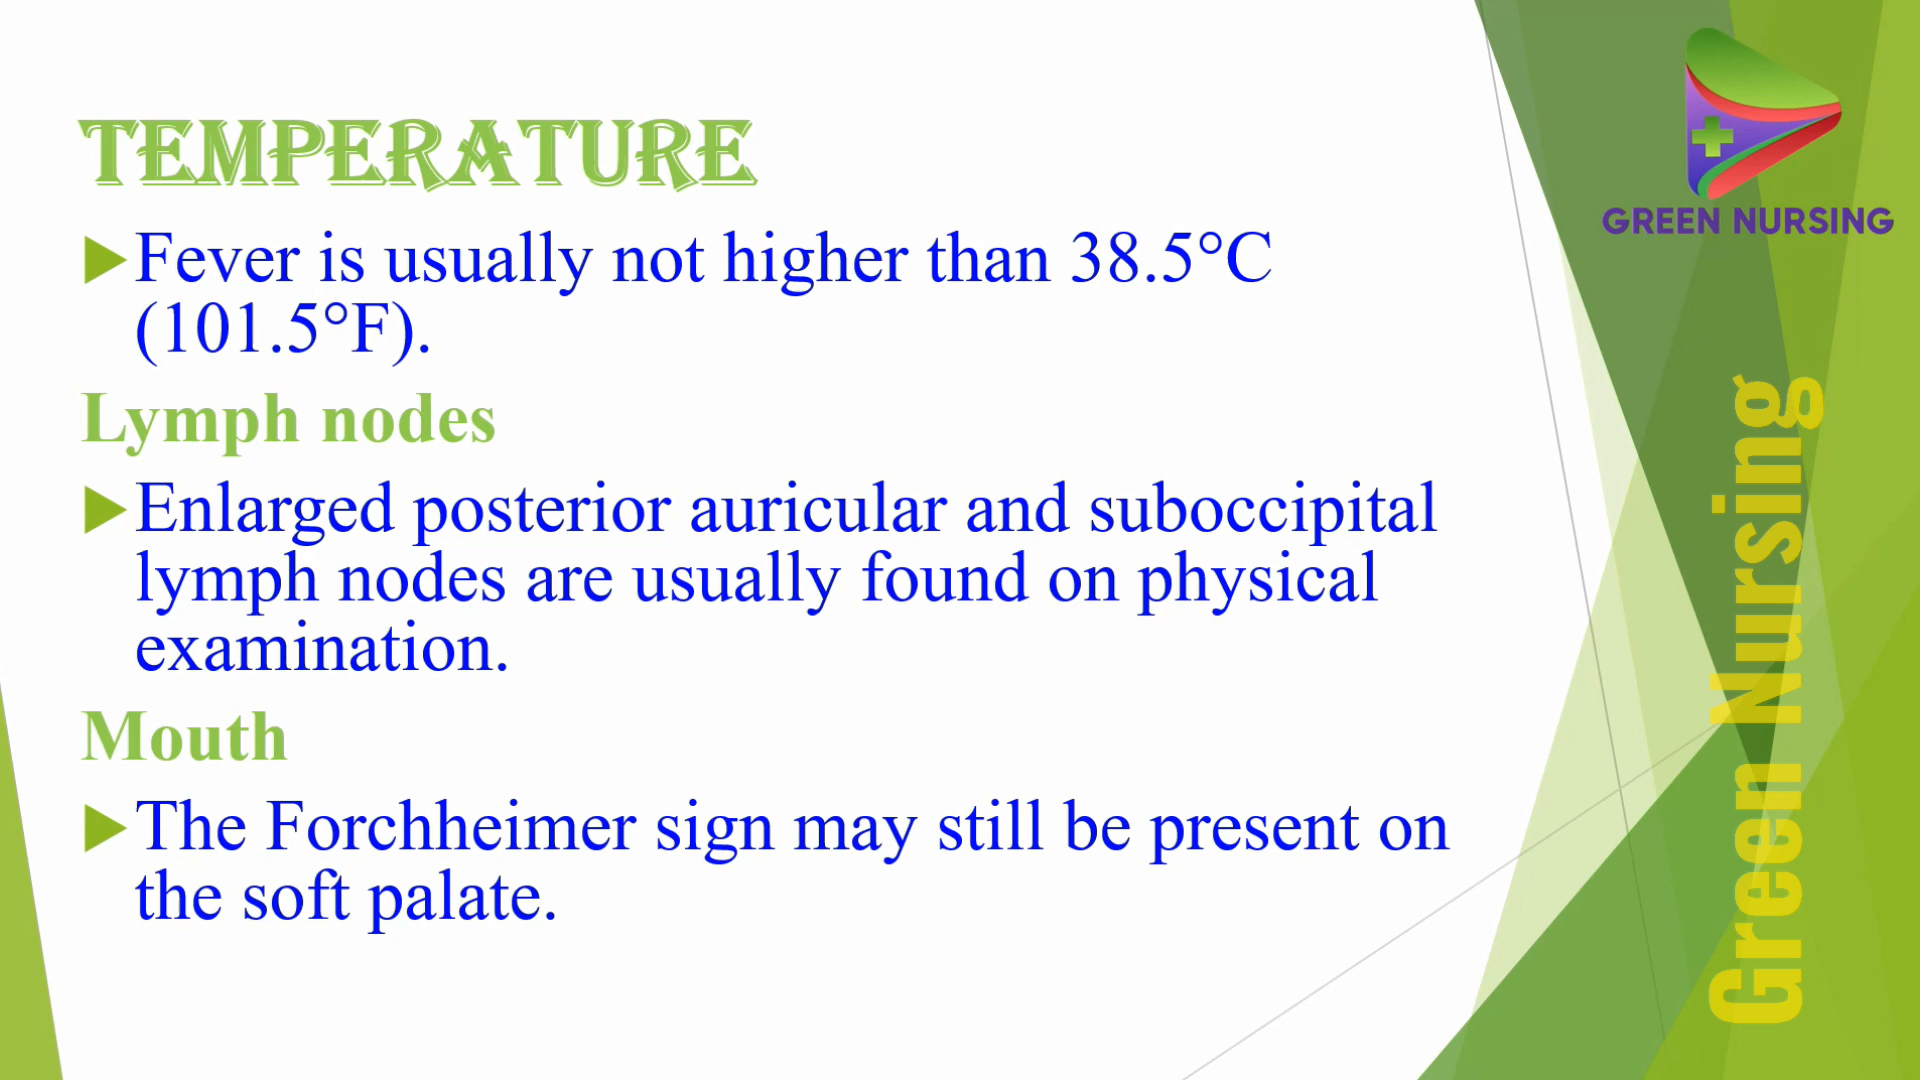 TEMPERATURE
Fever is usually not higher than 38.5°C
(101.5°F).
Lymph nodes
Enlarged posterior auricular and suboccipital
lymph nodes are usually found on physical
examination.
Mouth
The Forchheimer sign may still be present on
the soft palate.
GREEN NURSING
Green Nursing